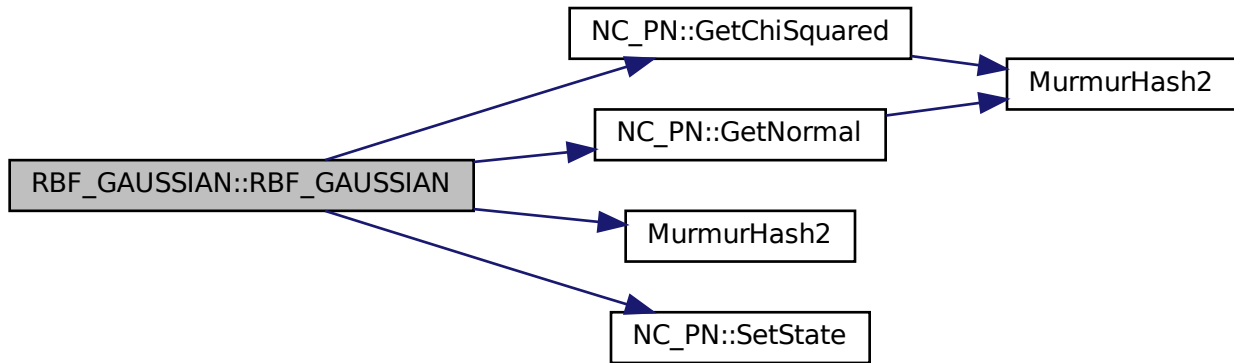 RBF_GAUSSIAN::RBF_GAUSSIAN
NC_PN::GetChiSquared
NC_PN::GetNormal
MurmurHash2
NC_PN::SetState
MurmurHash2